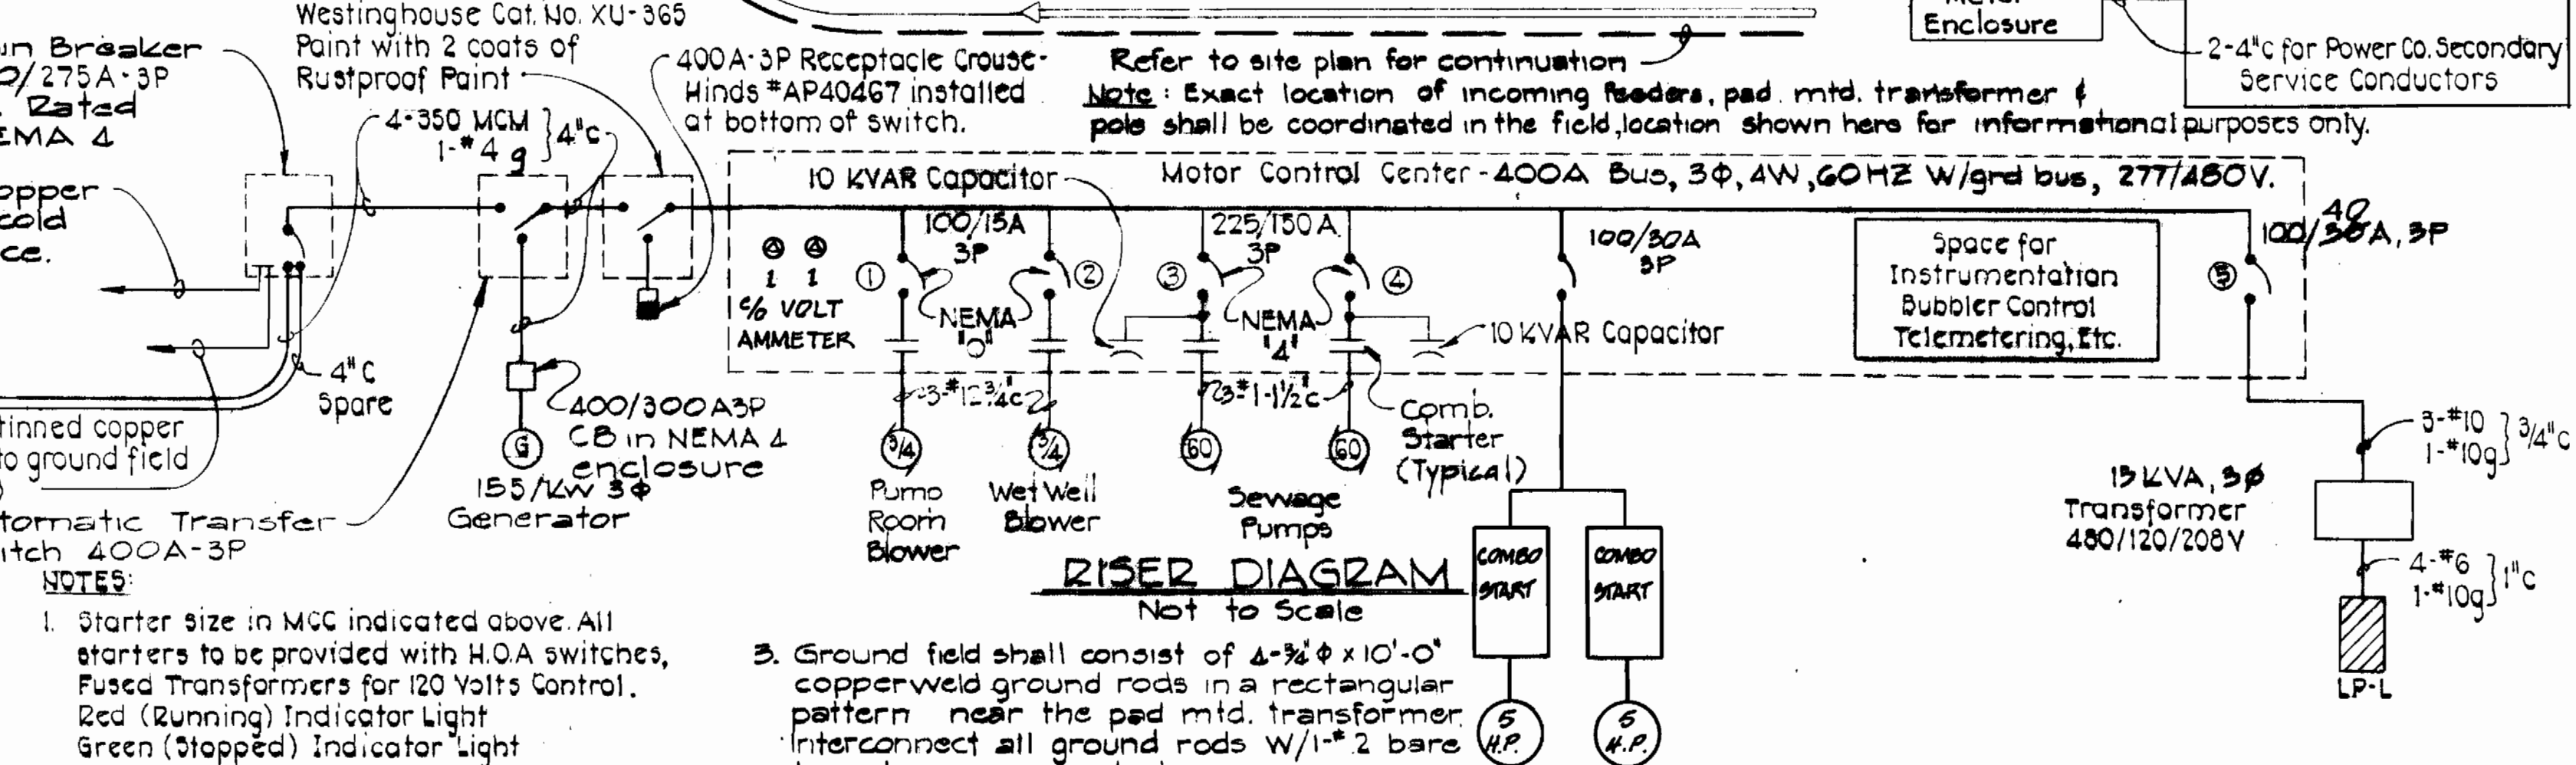 Westinghouse Cat. No. XU-365
Paint with 2 coats of
Rustproof Paint
Breaker
/275A-3P
Rated
EMA 4
400A-3P Receptacle Crouse-
Hinds #AP40467 installed
at bottom of switch.
Refer to site plan for continuation
Note: Exact location of incoming feeders, pad. mtd. transformer &
pole shall be coordinated in the field, location shown here for informational purposes only.
Enclosure
2-4"c for Power Co. Secondary
Service Conductors
4-350 MCM
1-#4 g
4"c
opper
cold
ce.
10 KVAR Capacitor
Motor Control Center-400A Bus, 3Φ, 4W, 60HZ W/grd bus, 277/480V.
100/15A
3P
225/150A
3P
100/30A
3P
40
100/30A, 3P
Space for
Instrumentation
Bubbler Control
Telemetering, Etc.
1 1
c/o VOLT
AMMETER
1
2
3
4
5
NEMA
"0"
NEMA
"4"
10 KVAR Capacitor
4"C
Spare
3-#12 3/4"c
3-#1-1½"c
Comb.
Starter
(Typical)
400/300A3P
CB in NEMA 4
enclosure
G
155/KW 3Φ
Generator
3/4
3/4
60
60
Pump
Room
Blower
Wet Well
Blower
Sewage
Pumps
tinned copper
to ground field
tomatic Transfer
itch 400A-3P
3-#10
1-#10g
3/4"c
15 KVA, 3Φ
Transformer
480/120/208V
4-#6
1-#10g
1"c
LP-L
COMBO
START
COMBO
START
5
H.P.
5
H.P.
RISER DIAGRAM
Not to Scale
NOTES:
1. Starter size in MCC indicated above. All
starters to be provided with H.O.A switches,
Fused Transformers for 120 Volts Control.
Red (Running) Indicator Light
Green (Stopped) Indicator Light
3. Ground field shall consist of 4-3/4"Φ x 10'-0"
copperweld ground rods in a rectangular
pattern near the pad mtd. transformer.
Interconnect all ground rods W/1-#2 bare